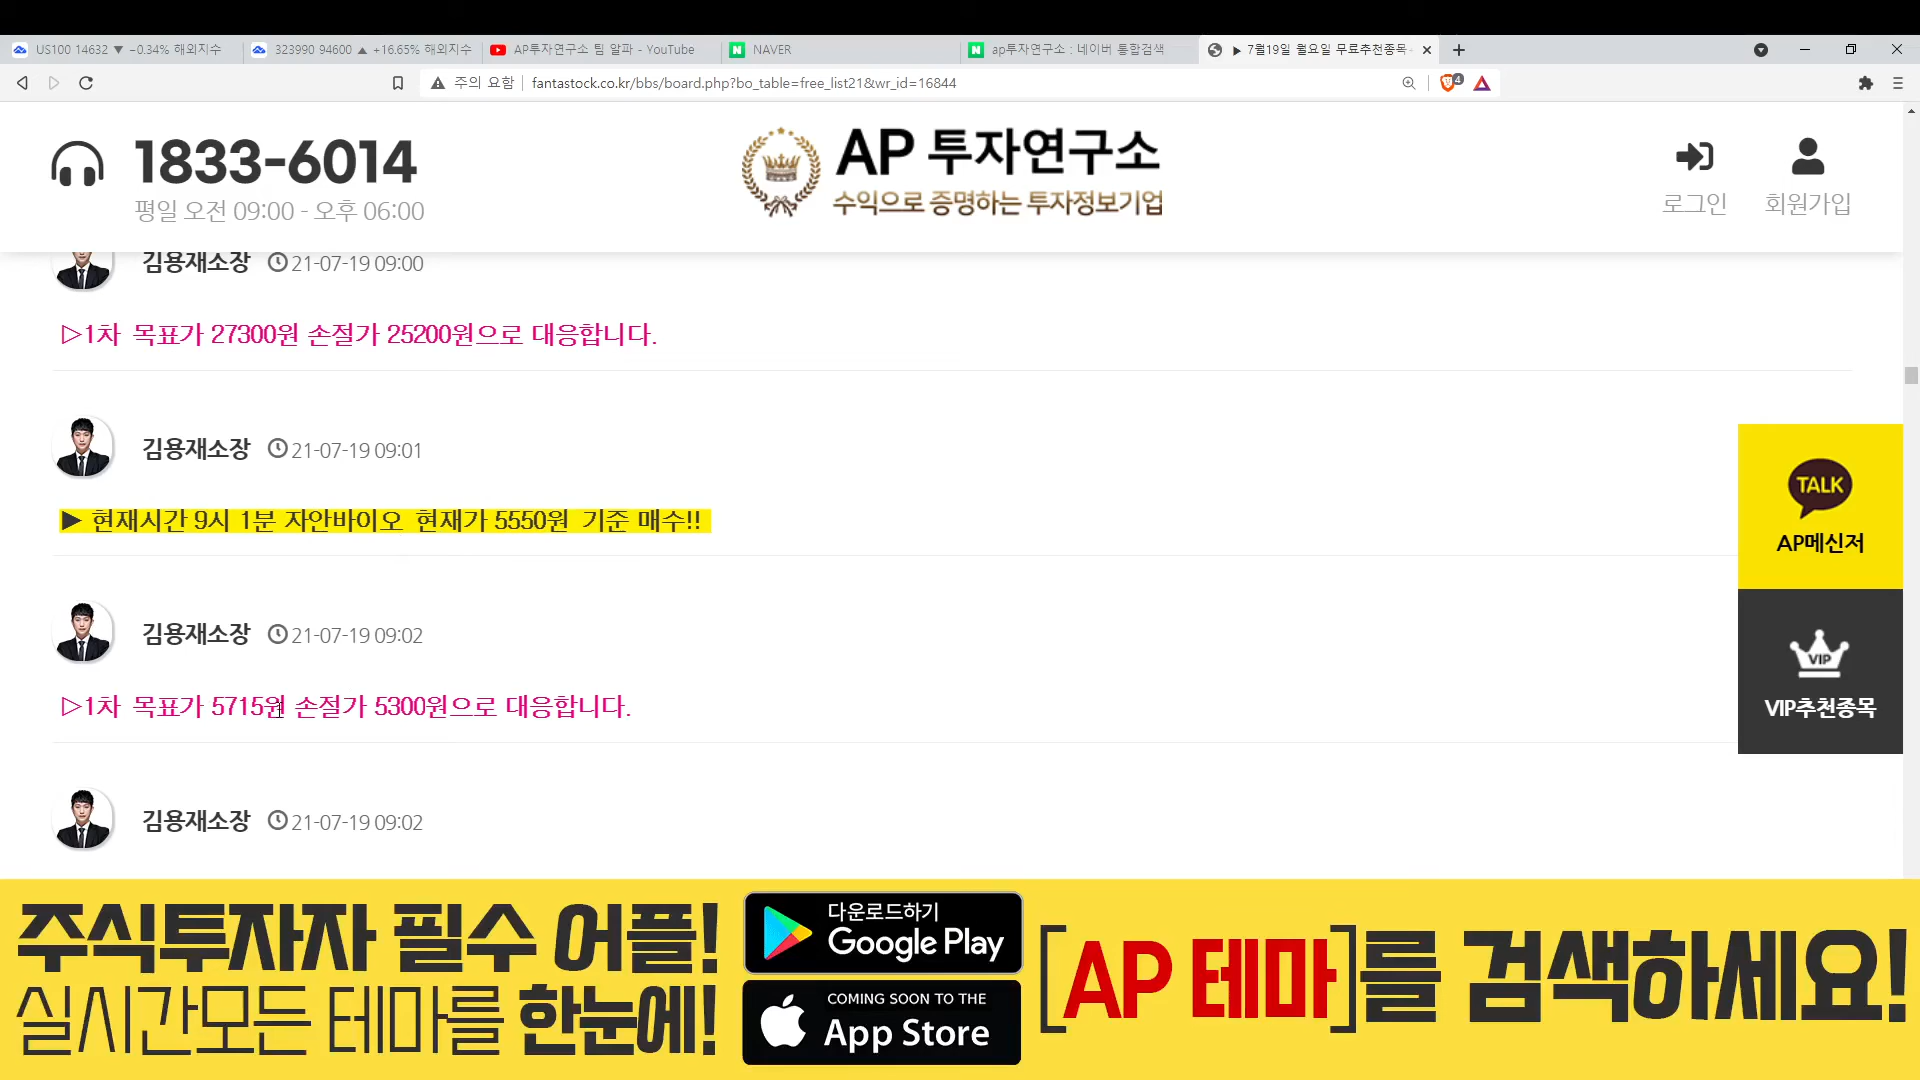 US100 14632 ▼ −0.34% 해외지수
323990 94600 ▲ +16.65% 해외지수
AP투자연구소 팀 알파 - YouTube
NAVER
ap투자연구소 : 네이버 통합검색
▶ 7월19일 월요일 무료추천종목
주의 요함
fantastock.co.kr/bbs/board.php?bo_table=free_list21&wr_id=16844
4
1833-6014
평일 오전 09:00 - 오후 06:00
AP 투자연구소
수익으로 증명하는 투자정보기업
로그인
회원가입
김용재소장 21-07-19 09:00
▷1차 목표가 27300원 손절가 25200원으로 대응합니다.
김용재소장 21-07-19 09:01
▶ 현재시간 9시 1분 자안바이오 현재가 5550원 기준 매수!!
김용재소장 21-07-19 09:02
▷1차 목표가 5715원 손절가 5300원으로 대응합니다.
김용재소장 21-07-19 09:02
TALK
AP메신저
VIP
VIP추천종목
주식투자자 필수 어플!
실시간모든 테마를 한눈에!
다운로드하기
Google Play
COMING SOON TO THE
App Store
[AP 테마]를 검색하세요!